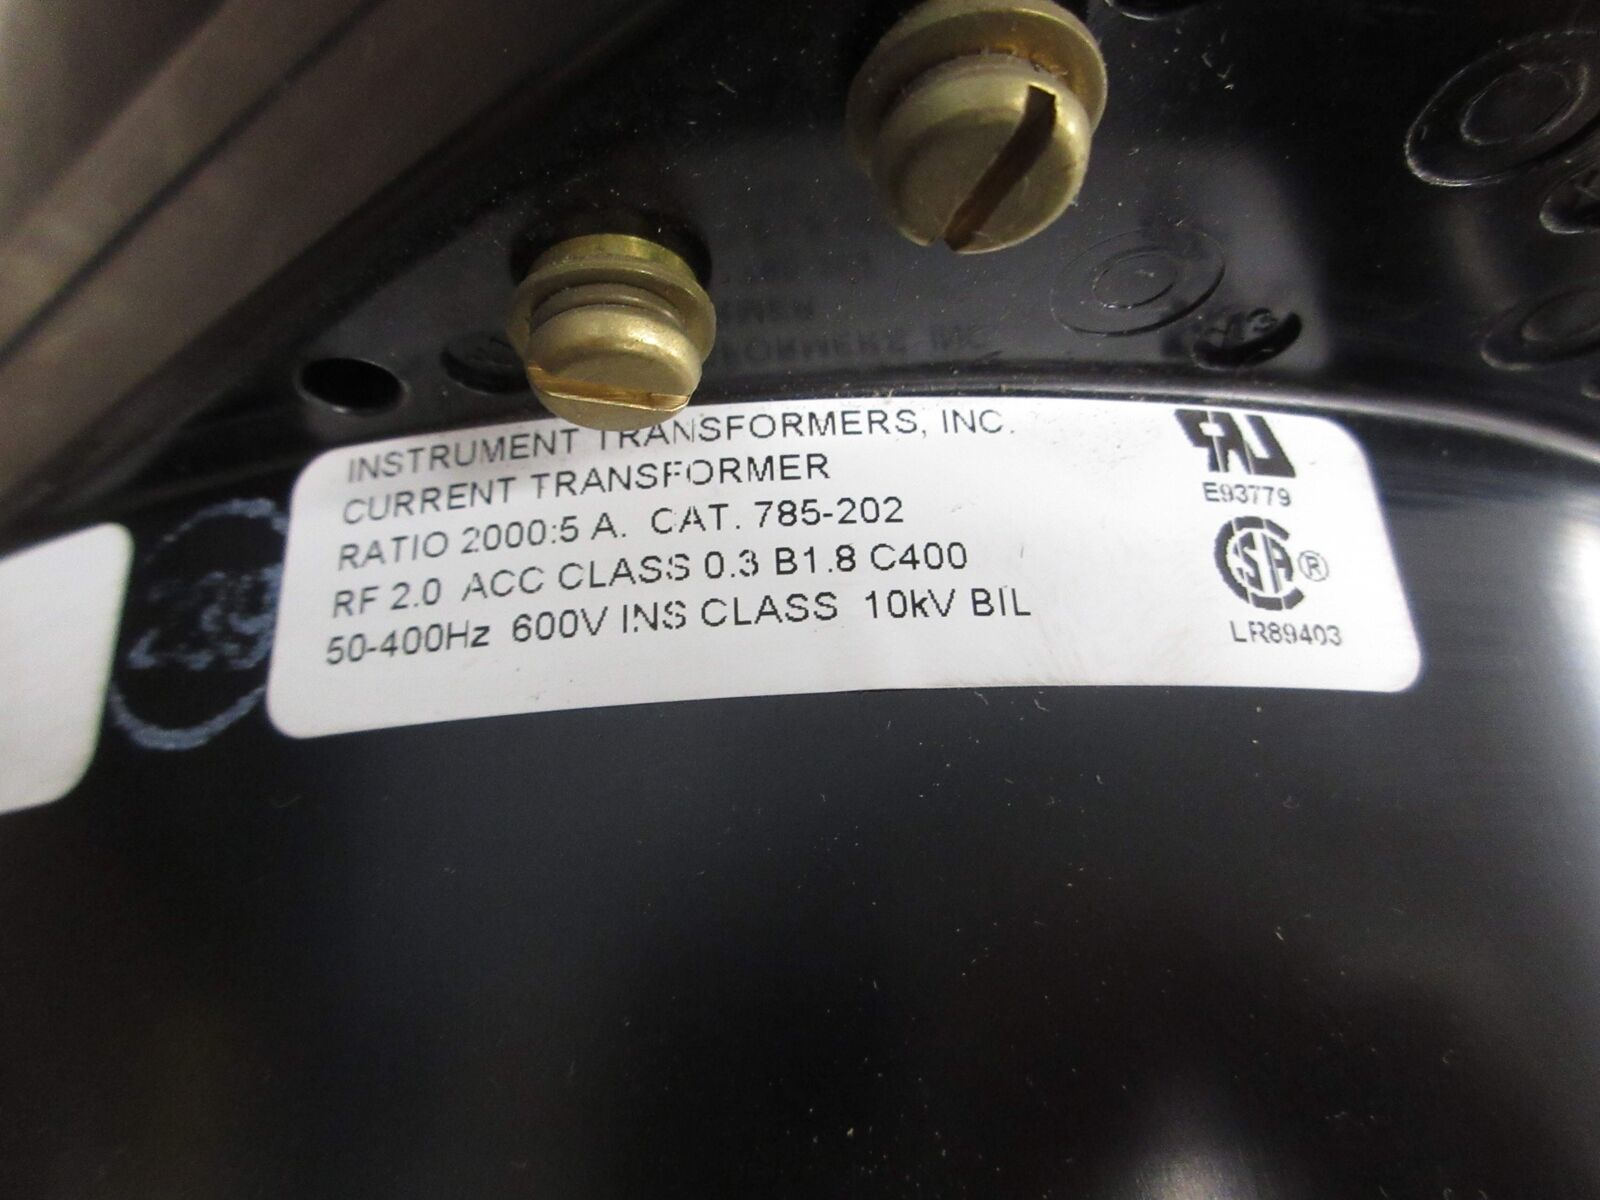 INSTRUMENT TRANSFORMERS, INC.
CURRENT TRANSFORMER
RATIO 2000:5 A. CAT. 785-202
RF 2.0 ACC CLASS 0.3 B1.8 C400
50-400Hz 600V INS CLASS 10kV BIL
E93779
SA®
LR89403